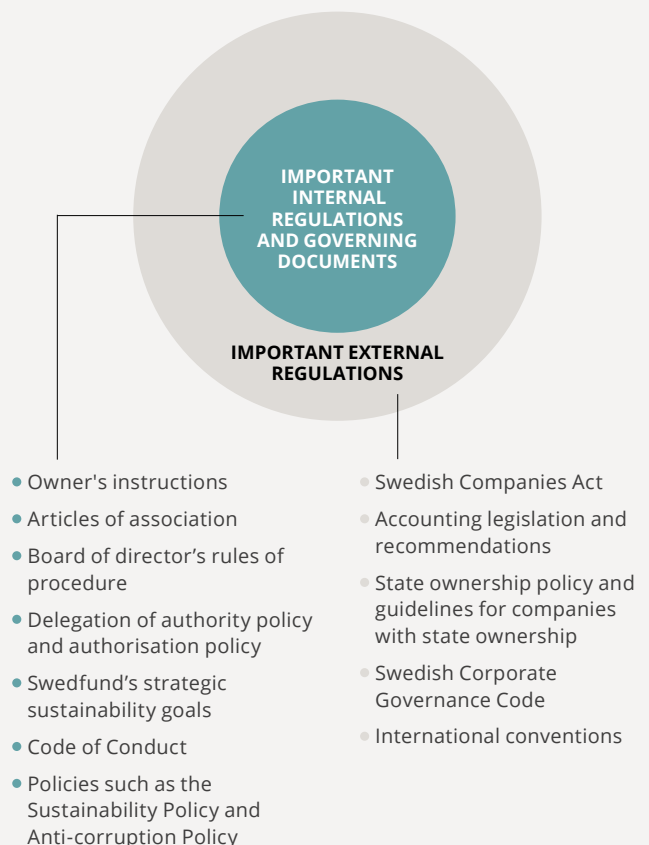 IMPORTANT
INTERNAL
REGULATIONS
AND GOVERNING
DOCUMENTS
IMPORTANT EXTERNAL
REGULATIONS
Owner's instructions
Articles of association
Board of director’s rules of
procedure
Delegation of authority policy
and authorisation policy
Swedfund’s strategic
sustainability goals
Code of Conduct
Policies such as the
Sustainability Policy and
Anti-corruption Policy
Swedish Companies Act
Accounting legislation and
recommendations
State ownership policy and
guidelines for companies
with state ownership
Swedish Corporate
Governance Code
International conventions